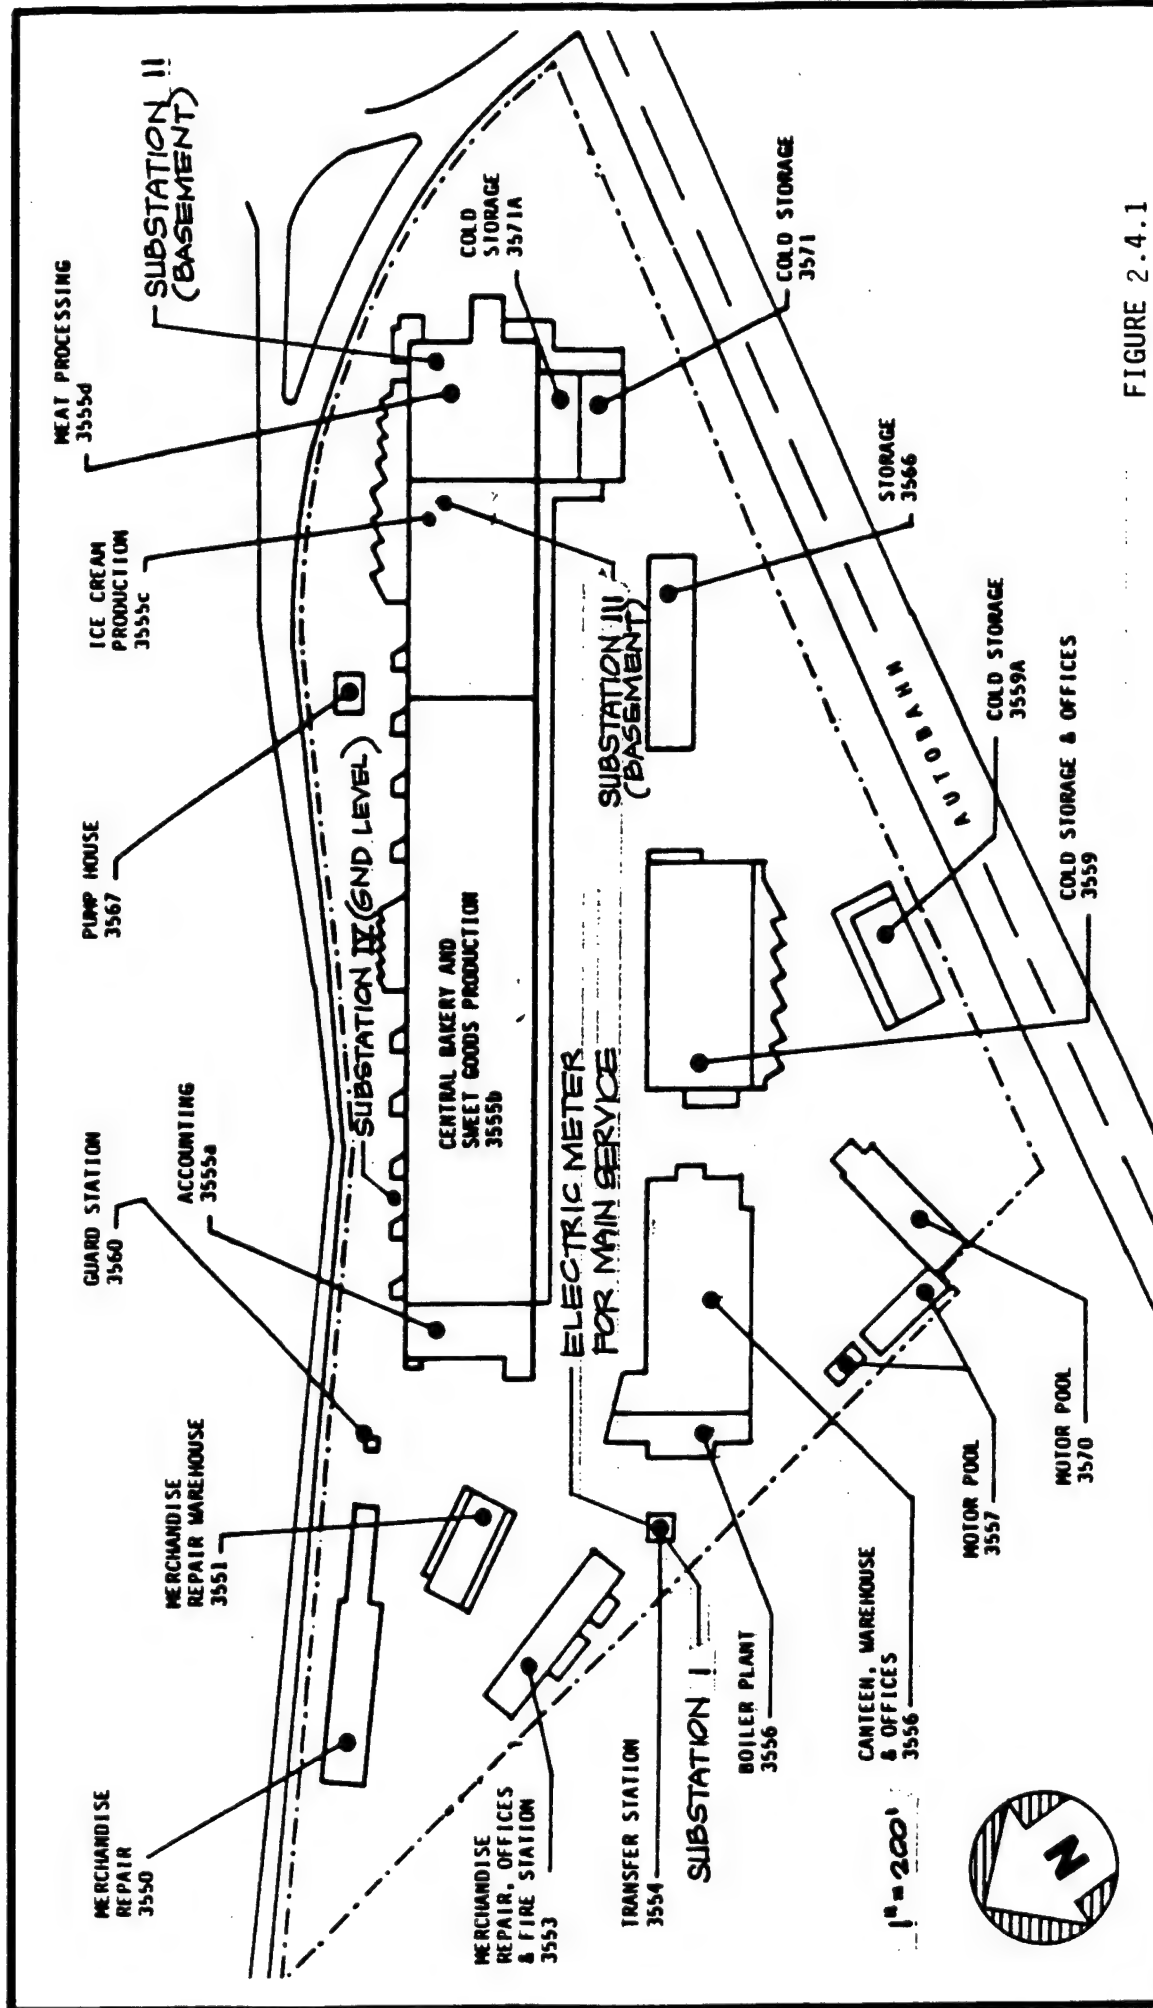 MERCHANDISE
REPAIR
3550
MERCHANDISE
REPAIR WAREHOUSE
3551
GUARD STATION
3560
ACCOUNTING
3555a
PUMP HOUSE
3567
ICE CREAM
PRODUCTION
3555c
MEAT PROCESSING
3555d
SUBSTATION II
(BASEMENT)
SUBSTATION IV (GND LEVEL)
CENTRAL BAKERY AND
SWEET GOODS PRODUCTION
3555b
COLD
STORAGE
3571A
COLD STORAGE
3571
MERCHANDISE
REPAIR, OFFICES
& FIRE STATION
3553
TRANSFER STATION
3554
SUBSTATION I
ELECTRIC METER
FOR MAIN SERVICE
SUBSTATION III
(BASEMENT)
STORAGE
3566
BOILER PLANT
3556
CANTEEN, WAREHOUSE
& OFFICES
3556
MOTOR POOL
3557
MOTOR POOL
3570
COLD STORAGE & OFFICES
3559
COLD STORAGE
3559A
AUTOBAHN
1" = 200'
N
FIGURE 2.4.1